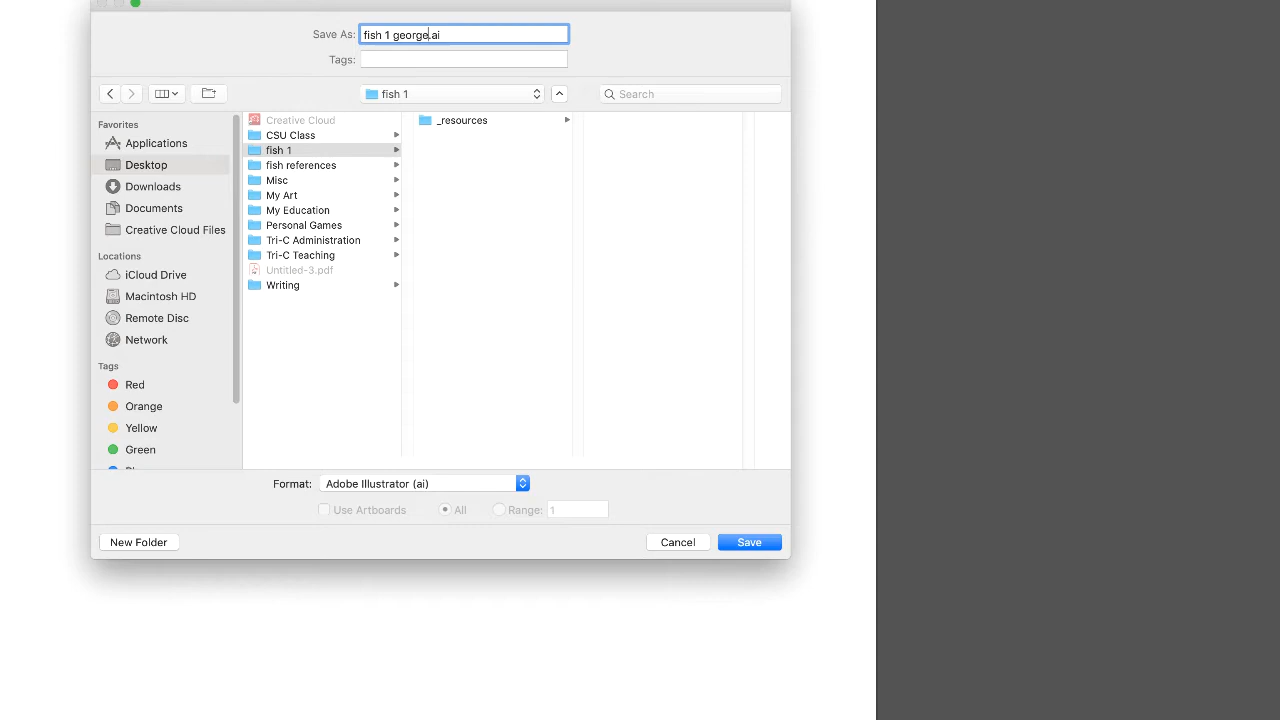 Save As: fish 1 george.ai
Tags:
fish 1
Search
Favorites
Applications
Desktop
Downloads
Documents
Creative Cloud Files
Locations
iCloud Drive
Macintosh HD
Remote Disc
Network
Tags
Red
Orange
Yellow
Green
Creative Cloud
CSU Class
fish 1
fish references
Misc
My Art
My Education
Personal Games
Tri-C Administration
Tri-C Teaching
Untitled-3.pdf
Writing
_resources
Format: Adobe Illustrator (ai)
Use Artboards All Range: 1
New Folder Cancel Save